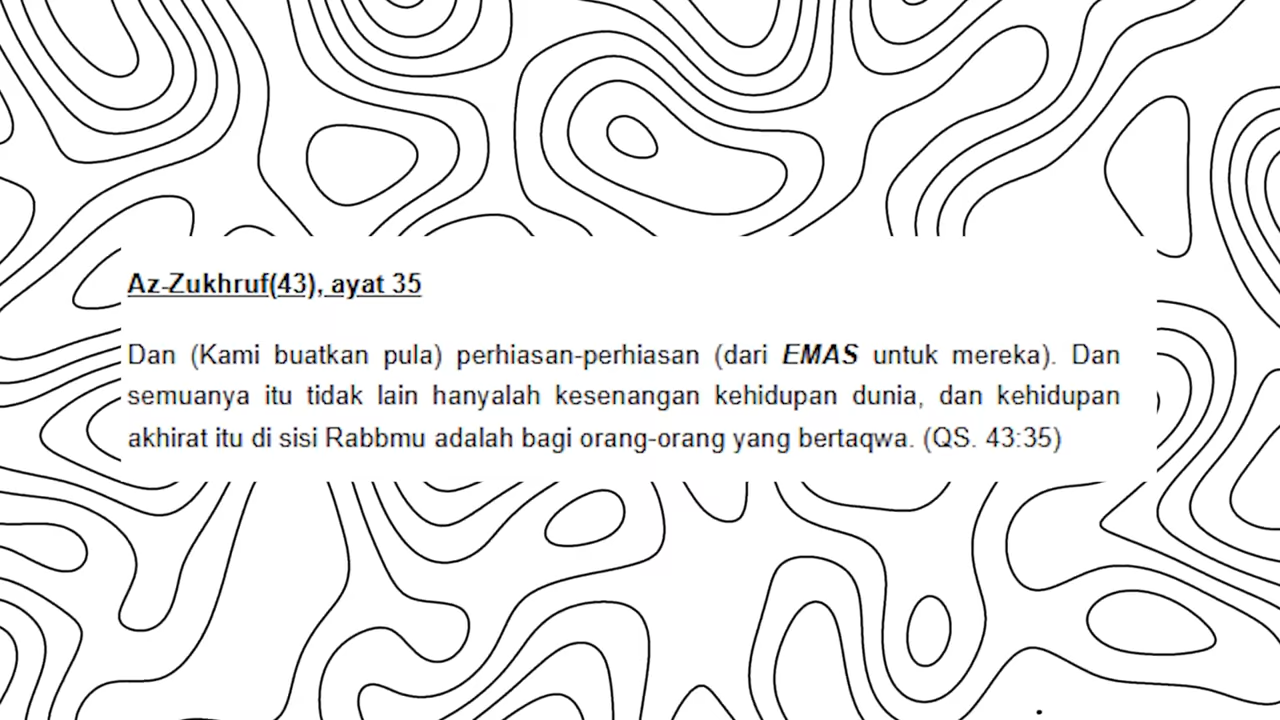 Az-Zukhruf(43), ayat 35
Dan (Kami buatkan pula) perhiasan-perhiasan (dari EMAS untuk mereka). Dan
semuanya itu tidak lain hanyalah kesenangan kehidupan dunia, dan kehidupan
akhirat itu di sisi Rabbmu adalah bagi orang-orang yang bertaqwa. (QS. 43:35)